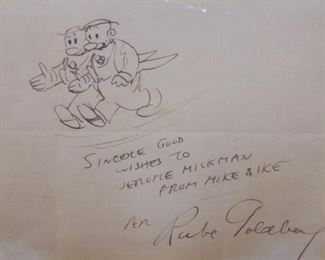 SINCERE GOOD
WISHES TO
JEROME MILKMAN
FROM MIKE & IKE
PER
Rube Goldberg